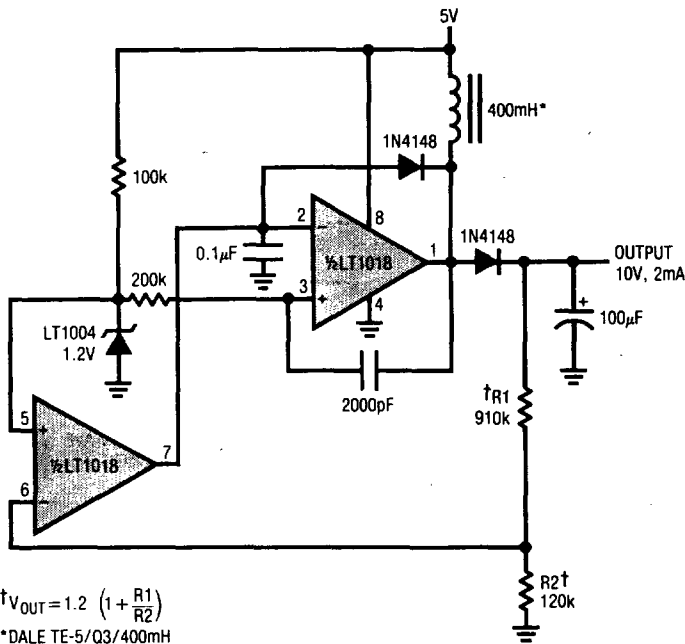 5V
400mH*
1N4148
100k
2
8
1N4148
0.1µF
−
½LT1018
1
OUTPUT
10V, 2mA
200k
3
+
4
+
100µF
LT1004
1.2V
2000pF
†R1
910k
5
+
½LT1018
7
6
−
R2†
120k
†VOUT = 1.2 (1 + R1/R2)
*DALE TE-5/Q3/400mH